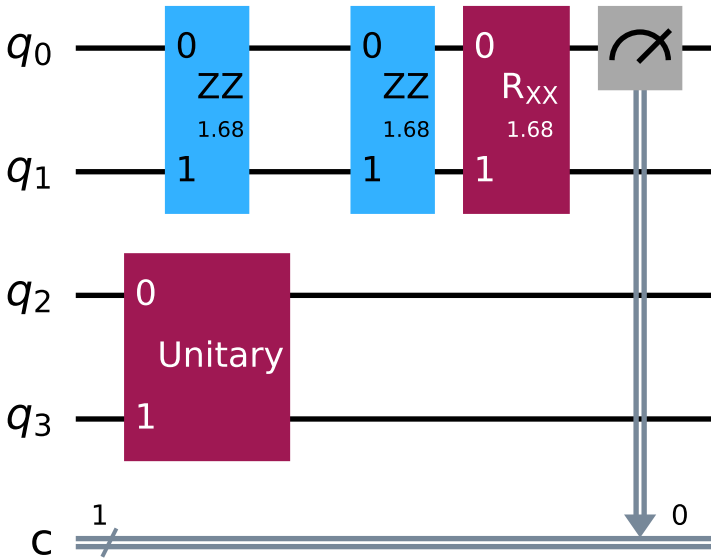 q0 0 0 0
ZZ ZZ RXX
1.68 1.68 1.68
q1 1 1 1
q2 0
Unitary
q3 1
1 0
c